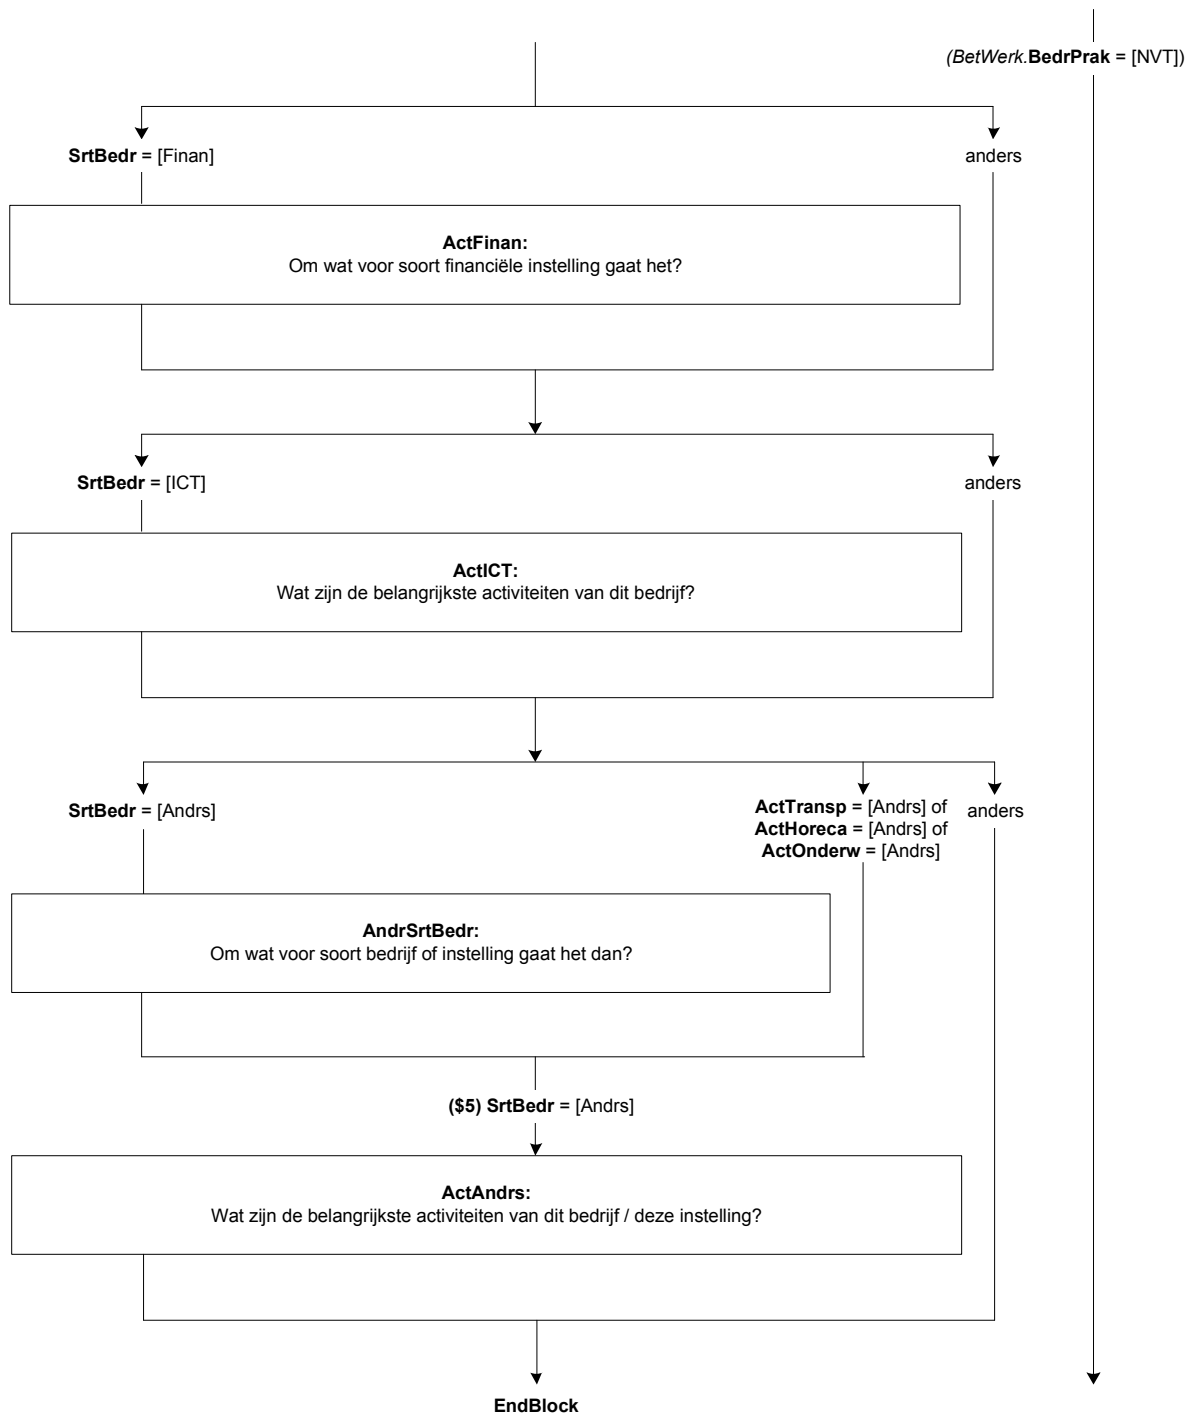 (BetWerk.BedrPrak = [NVT])
SrtBedr = [Finan]
anders
ActFinan:
Om wat voor soort financiële instelling gaat het?
SrtBedr = [ICT]
anders
ActICT:
Wat zijn de belangrijkste activiteiten van dit bedrijf?
SrtBedr = [Andrs]
ActTransp = [Andrs] of
ActHoreca = [Andrs] of
ActOnderw = [Andrs]
anders
AndrSrtBedr:
Om wat voor soort bedrijf of instelling gaat het dan?
($5) SrtBedr = [Andrs]
ActAndrs:
Wat zijn de belangrijkste activiteiten van dit bedrijf / deze instelling?
EndBlock